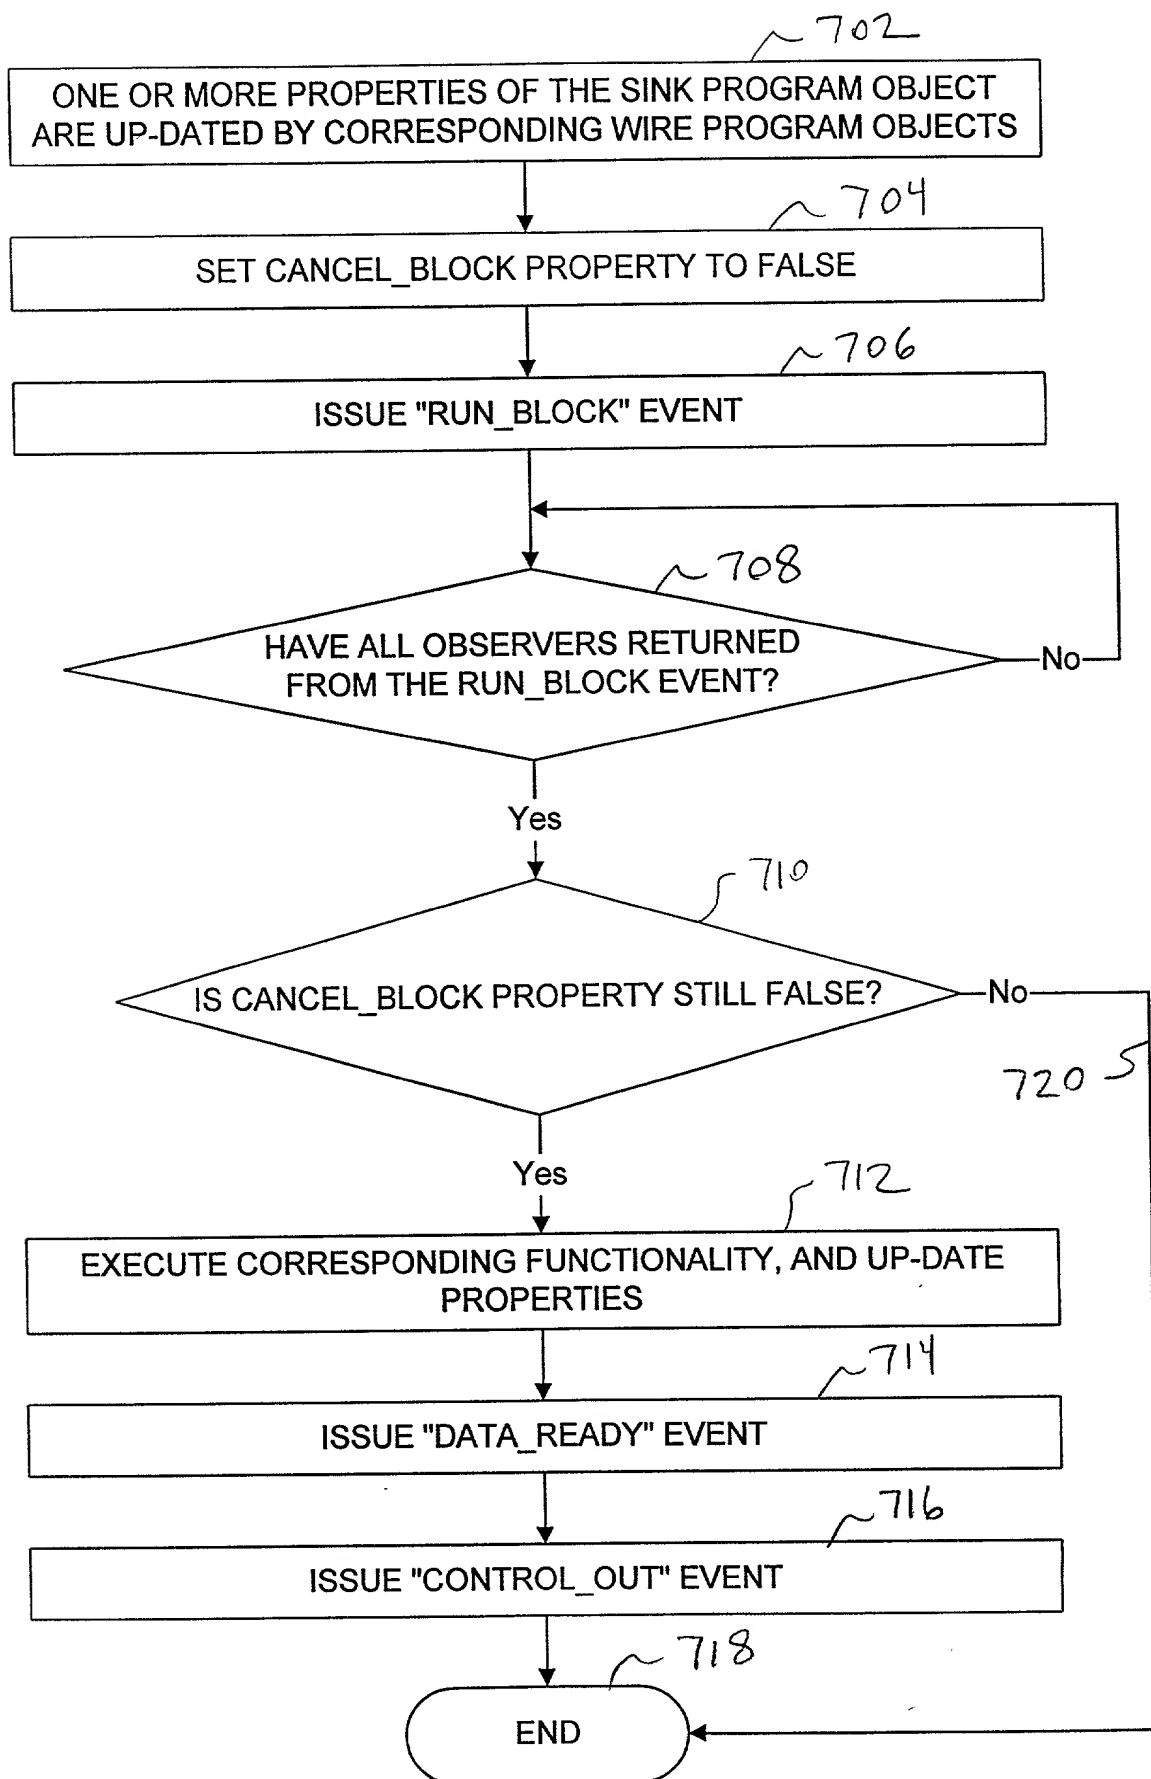 702
ONE OR MORE PROPERTIES OF THE SINK PROGRAM OBJECT
ARE UP-DATED BY CORRESPONDING WIRE PROGRAM OBJECTS
704
SET CANCEL_BLOCK PROPERTY TO FALSE
706
ISSUE "RUN_BLOCK" EVENT
708
HAVE ALL OBSERVERS RETURNED
FROM THE RUN_BLOCK EVENT?
No
Yes
710
IS CANCEL_BLOCK PROPERTY STILL FALSE?
No
720
Yes
712
EXECUTE CORRESPONDING FUNCTIONALITY, AND UP-DATE
PROPERTIES
714
ISSUE "DATA_READY" EVENT
716
ISSUE "CONTROL_OUT" EVENT
718
END